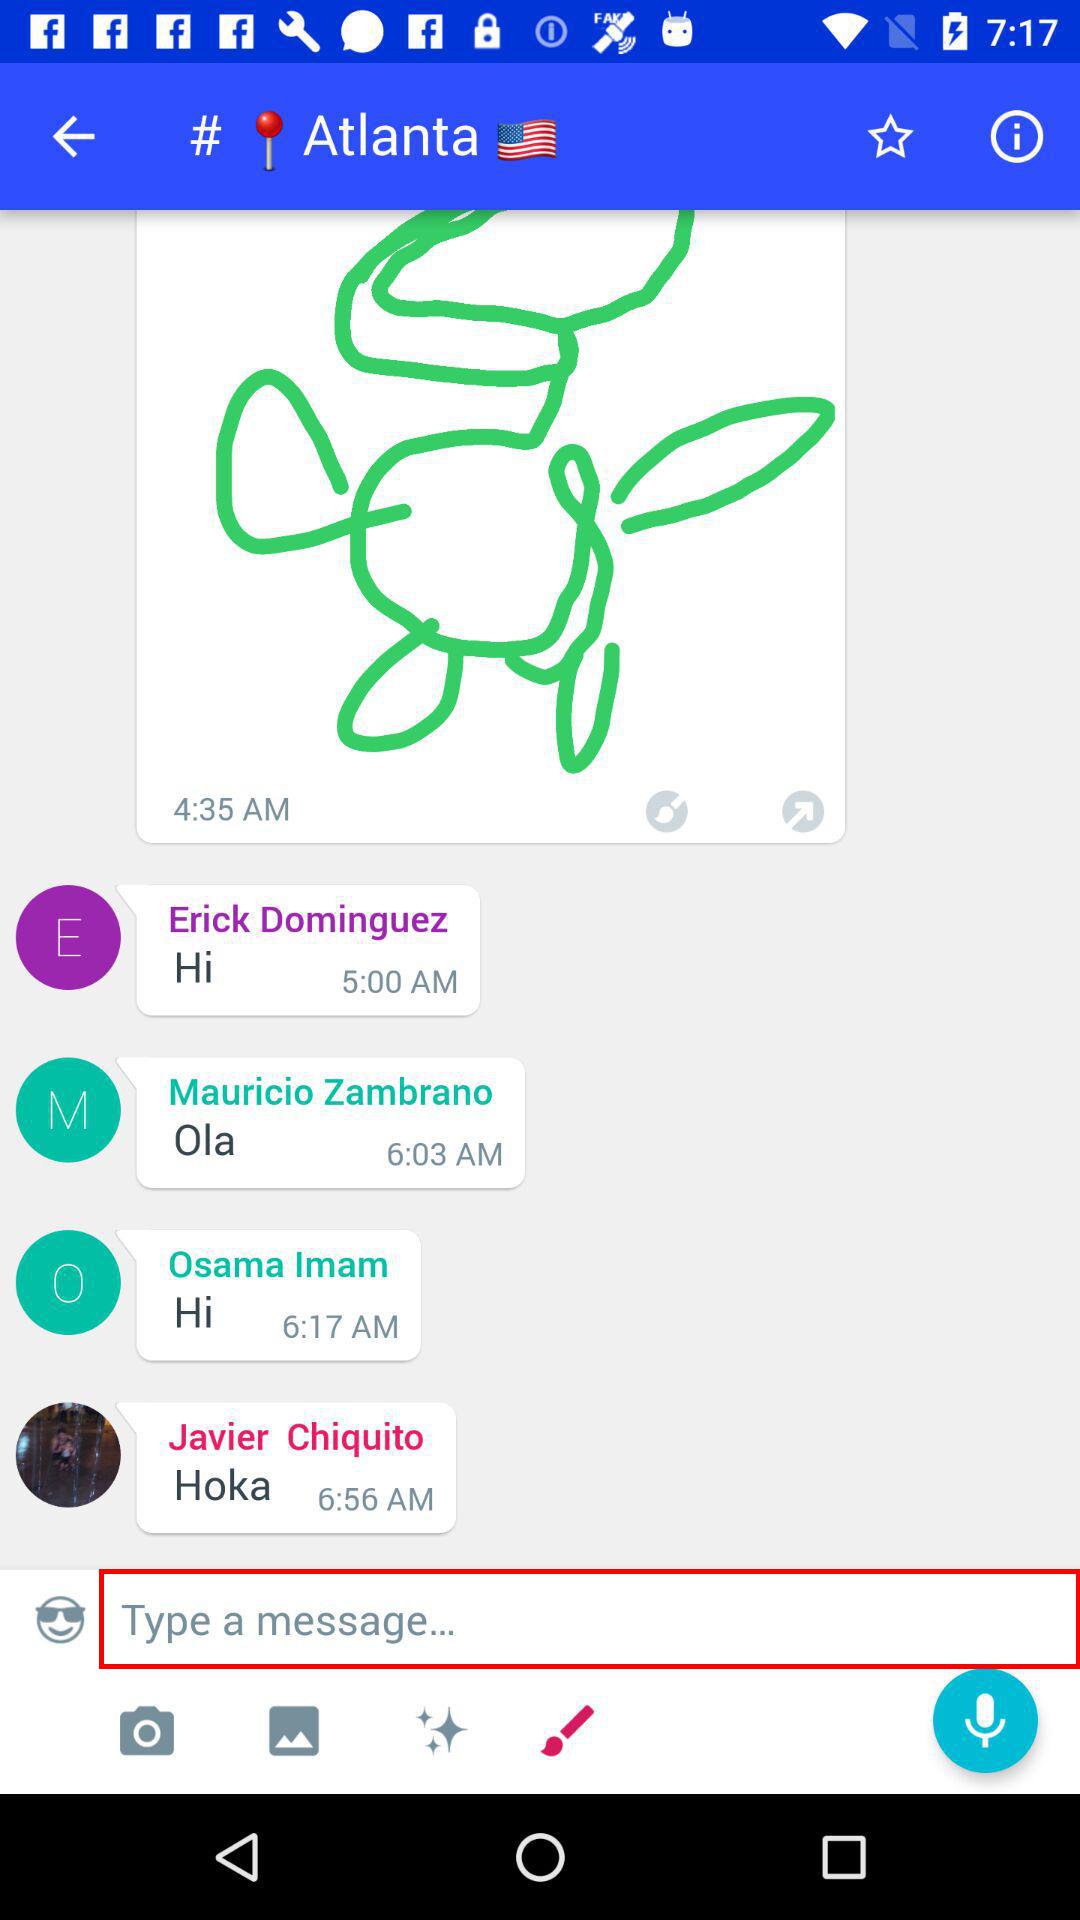 FAKE 7:17
# 📍Atlanta 🇺🇸
4:35 AM
E
Erick Dominguez
Hi 5:00 AM
M
Mauricio Zambrano
Ola 6:03 AM
O
Osama Imam
Hi 6:17 AM
Javier Chiquito
Hoka 6:56 AM
Type a message...